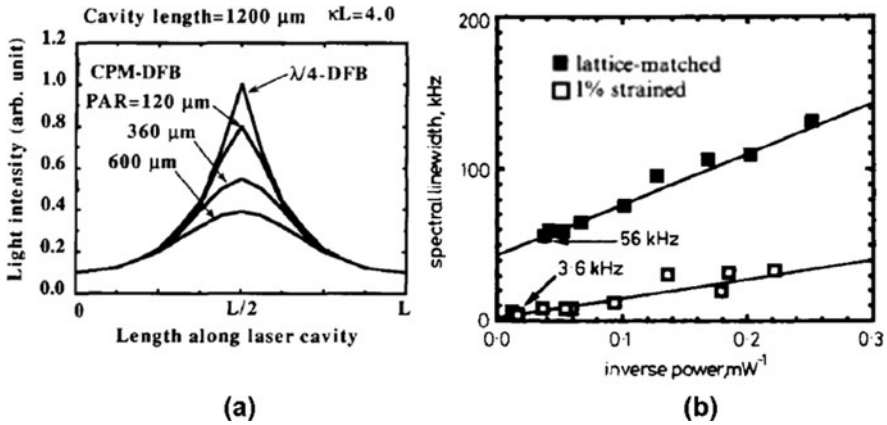 Cavity length=1200 μm κL=4.0
Light intensity (arb. unit)
1.2
1.0
0.8
0.6
0.4
0.2
0.0
CPM-DFB
λ/4-DFB
PAR=120 μm
360 μm
600 μm
0
L/2
L
Length along laser cavity
(a)
spectral linewidth, kHz
200
100
0
lattice-matched
1% strained
56 kHz
3·6 kHz
0·0
0·1
0·2
0·3
inverse power,mW⁻¹
(b)